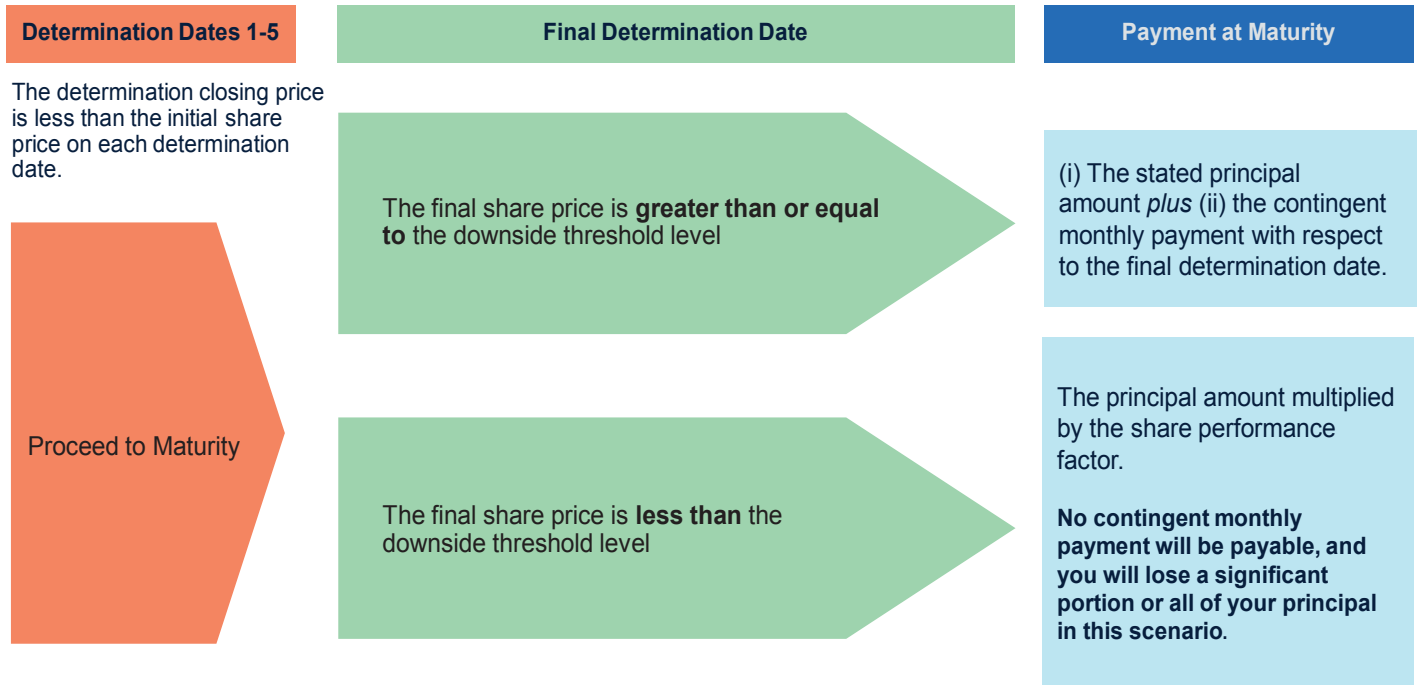 Determination Dates 1-5
Final Determination Date
Payment at Maturity
The determination closing price
is less than the initial share
price on each determination
date.
Proceed to Maturity
The final share price is greater than or equal
to the downside threshold level
(i) The stated principal
amount plus (ii) the contingent
monthly payment with respect
to the final determination date.
The final share price is less than the
downside threshold level
The principal amount multiplied
by the share performance
factor.
No contingent monthly
payment will be payable, and
you will lose a significant
portion or all of your principal
in this scenario.